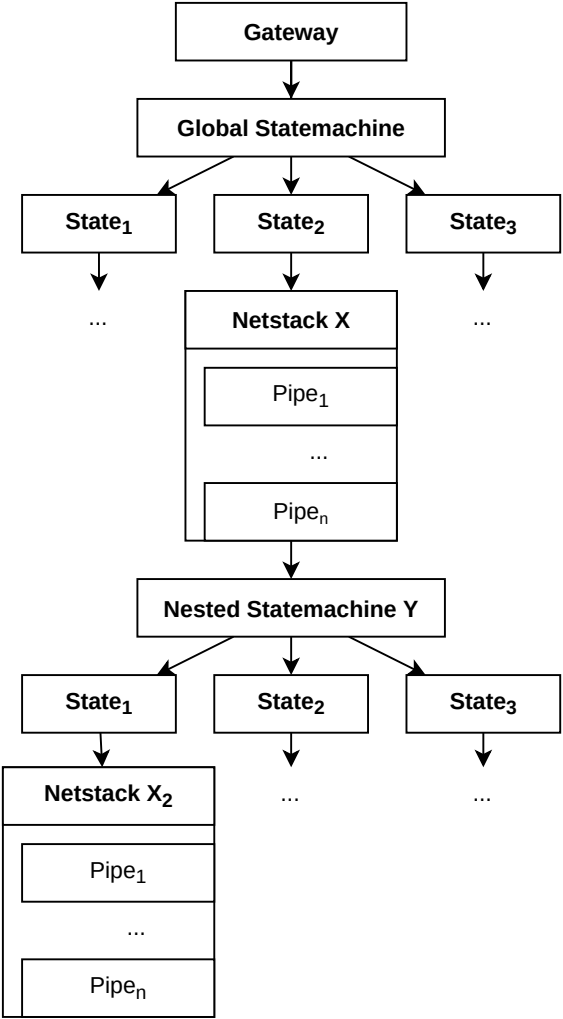 Gateway
Global Statemachine
State₁
State₂
State₃
...
Netstack X
...
Pipe₁
...
Pipeₙ
Nested Statemachine Y
State₁
State₂
State₃
Netstack X₂
...
...
Pipe₁
...
Pipeₙ